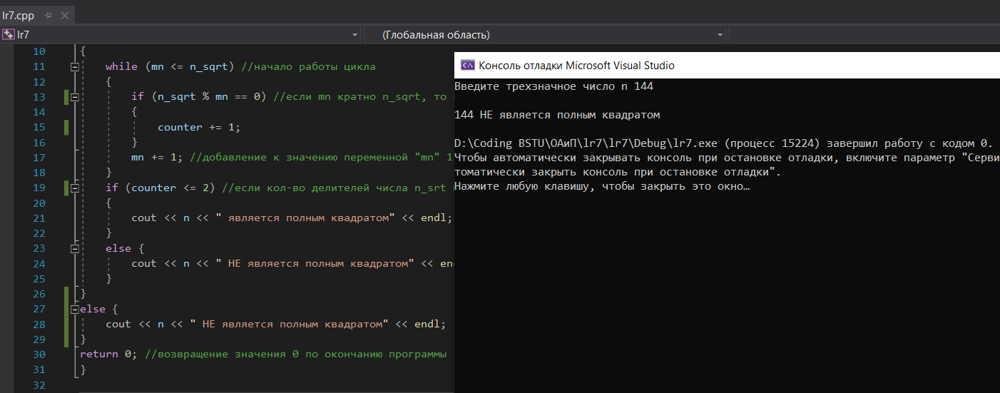 lr7.cpp
lr7
(Глобальная область)
10 {
11 while (mn <= n_sqrt) //начало работы цикла
12 {
13 if (n_sqrt % mn == 0) //если mn кратно n_sqrt, то
14 {
15 counter += 1;
16 }
17 mn += 1; //добавление к значению переменной "mn" 1
18 }
19 if (counter <= 2) //если кол-во делителей числа n_srt
20 {
21 cout << n << " является полным квадратом" << endl;
22 }
23 else {
24 cout << n << " НЕ является полным квадратом" << en
25 }
26 }
27 else {
28 cout << n << " НЕ является полным квадратом" << endl;
29 }
30 return 0; //возвращение значения 0 по окончанию программы
31 }
32
Консоль отладки Microsoft Visual Studio
Введите трехзначное число n 144
144 НЕ является полным квадратом
D:\Coding BSTU\ОАиП\lr7\lr7\Debug\lr7.exe (процесс 15224) завершил работу с кодом 0.
Чтобы автоматически закрывать консоль при остановке отладки, включите параметр "Серви
томатически закрыть консоль при остановке отладки".
Нажмите любую клавишу, чтобы закрыть это окно…